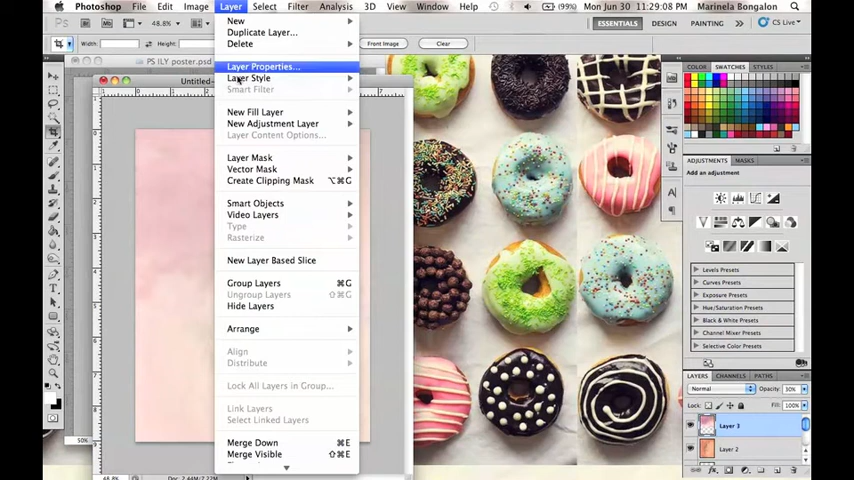 Photoshop File Edit Image Layer Select Filter Analysis 3D View Window Help Mon Jun 30 11:29:08 PM Marinela Bongalon
48.8% ESSENTIALS DESIGN PAINTING CS Live
Width: Height: Front Image Clear
PS ILY poster.psd
Untitled-
New
Duplicate Layer...
Delete
Layer Properties...
Layer Style
Smart Filter
New Fill Layer
New Adjustment Layer
Layer Content Options...
Layer Mask
Vector Mask
Create Clipping Mask ⌥⌘G
Smart Objects
Video Layers
Type
Rasterize
New Layer Based Slice
Group Layers ⌘G
Ungroup Layers ⇧⌘G
Hide Layers
Arrange
Align
Distribute
Lock All Layers in Group...
Link Layers
Select Linked Layers
Merge Down ⌘E
Merge Visible ⇧⌘E
50%
48.8%
COLOR SWATCHES STYLES
ADJUSTMENTS MASKS
Add an adjustment
Levels Presets
Curves Presets
Exposure Presets
Hue/Saturation Presets
Black & White Presets
Channel Mixer Presets
Selective Color Presets
LAYERS CHANNELS PATHS
Normal Opacity: 30%
Lock: Fill: 100%
Layer 3
Layer 2